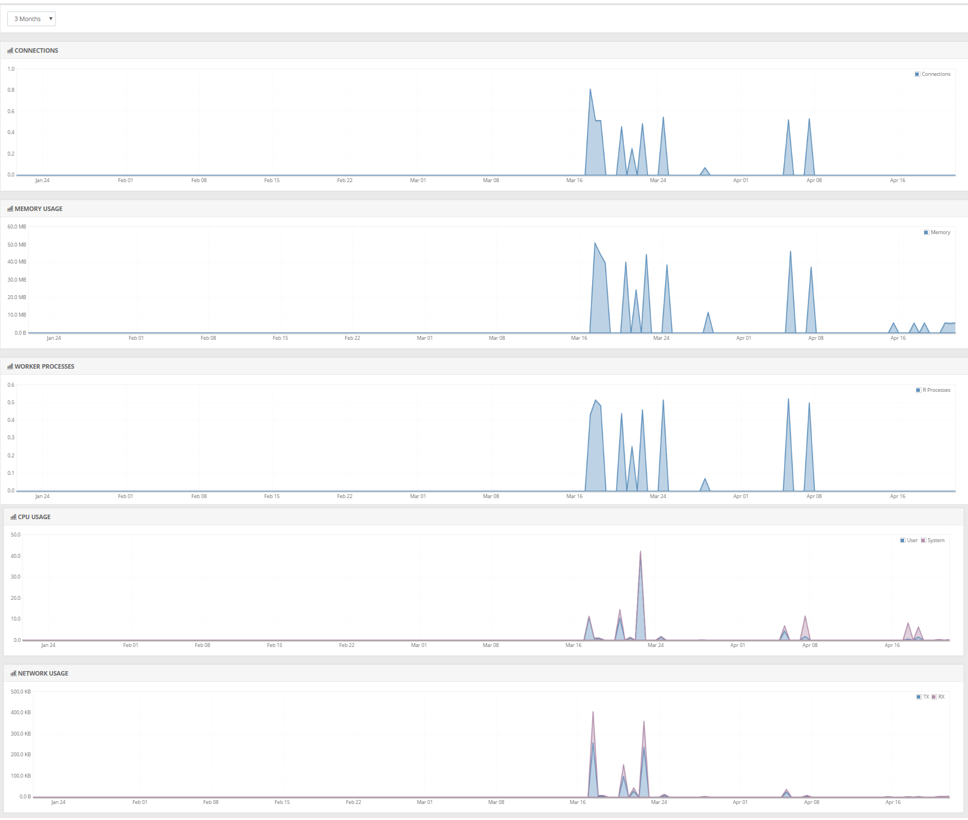 3 Months
CONNECTIONS
Connections
1.0
0.8
0.6
0.4
0.2
0.0
Jan 24 Feb 01 Feb 08 Feb 15 Feb 22 Mar 01 Mar 08 Mar 16 Mar 24 Apr 01 Apr 08 Apr 16
MEMORY USAGE
Memory
60.0 MB
50.0 MB
40.0 MB
30.0 MB
20.0 MB
10.0 MB
0.0 B
Jan 24 Feb 01 Feb 08 Feb 15 Feb 22 Mar 01 Mar 08 Mar 16 Mar 24 Apr 01 Apr 08 Apr 16
WORKER PROCESSES
R Processes
0.6
0.5
0.4
0.3
0.2
0.1
0.0
Jan 24 Feb 01 Feb 08 Feb 15 Feb 22 Mar 01 Mar 08 Mar 16 Mar 24 Apr 01 Apr 08 Apr 16
CPU USAGE
User System
50.0
40.0
30.0
20.0
10.0
0.0
Jan 24 Feb 01 Feb 08 Feb 15 Feb 22 Mar 01 Mar 08 Mar 16 Mar 24 Apr 01 Apr 08 Apr 16
NETWORK USAGE
TX RX
500.0 KB
400.0 KB
300.0 KB
200.0 KB
100.0 KB
0.0 B
Jan 24 Feb 01 Feb 08 Feb 15 Feb 22 Mar 01 Mar 08 Mar 16 Mar 24 Apr 01 Apr 08 Apr 16